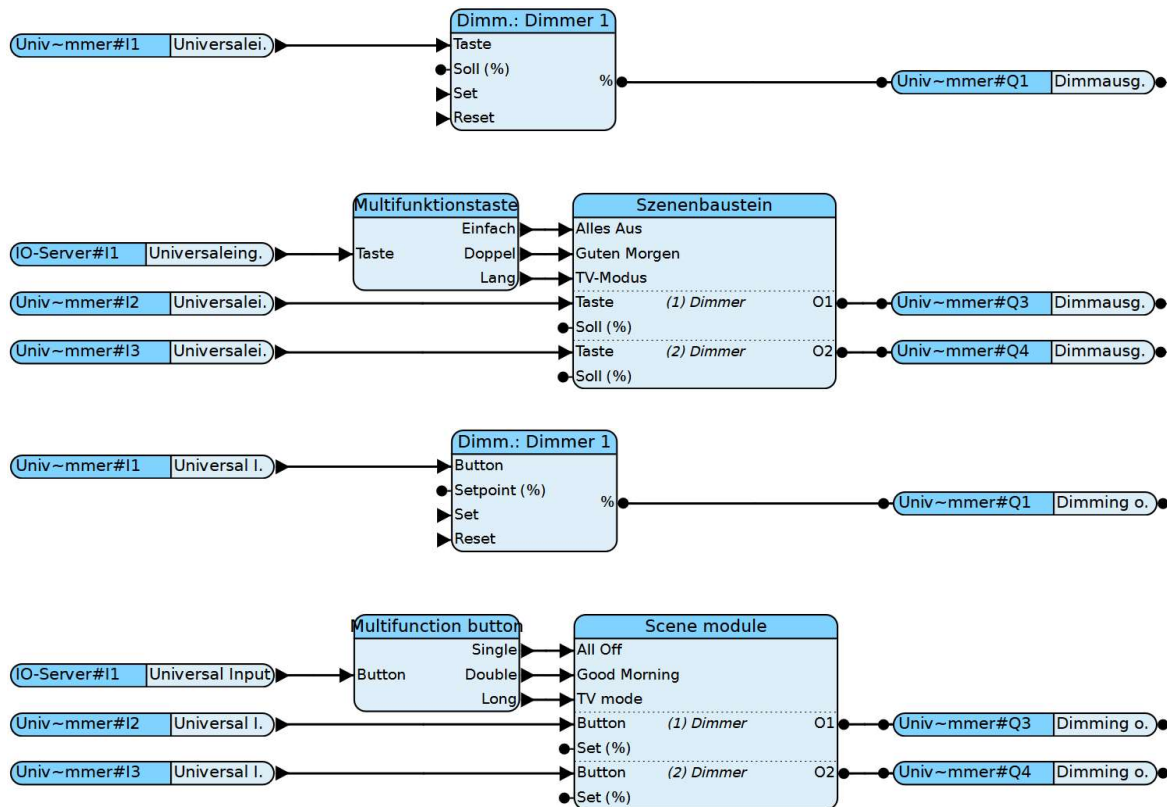 Dimm.: Dimmer 1
Univ~mmer#I1 Universalei.
Taste
Soll (%)
Set
Reset
%
Univ~mmer#Q1 Dimmausg.
Multifunktionstaste
Szenenbaustein
Einfach
Alles Aus
IO-Server#I1 Universaleing.
Taste
Doppel
Guten Morgen
Lang
TV-Modus
Univ~mmer#I2 Universalei.
Taste (1) Dimmer O1
Univ~mmer#Q3 Dimmausg.
Soll (%)
Univ~mmer#I3 Universalei.
Taste (2) Dimmer O2
Univ~mmer#Q4 Dimmausg.
Soll (%)
Dimm.: Dimmer 1
Univ~mmer#I1 Universal I.
Button
Setpoint (%)
Set
Reset
%
Univ~mmer#Q1 Dimming o.
Multifunction button
Scene module
Single
All Off
IO-Server#I1 Universal Input
Button
Double
Good Morning
Long
TV mode
Univ~mmer#I2 Universal I.
Button (1) Dimmer O1
Univ~mmer#Q3 Dimming o.
Set (%)
Univ~mmer#I3 Universal I.
Button (2) Dimmer O2
Univ~mmer#Q4 Dimming o.
Set (%)